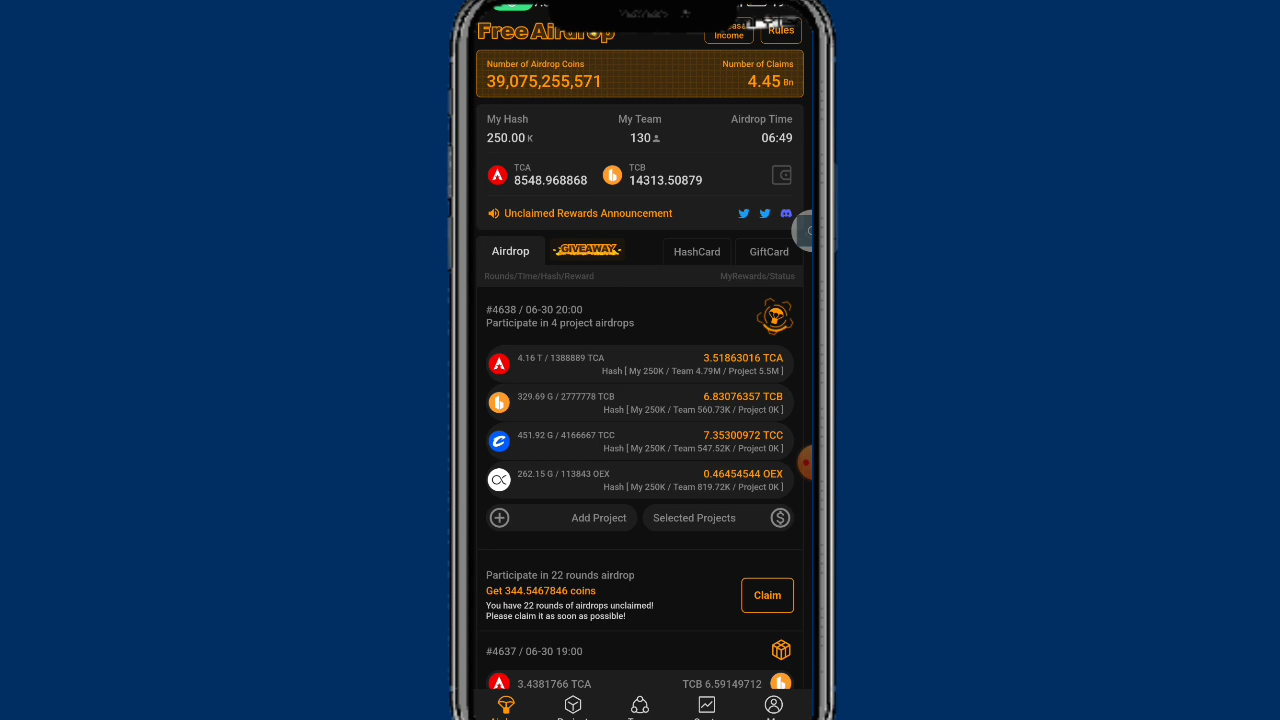 Free Airdrop
Income
Rules
Number of Airdrop Coins
Number of Claims
39,075,255,571
4.45 Bn
My Hash
My Team
Airdrop Time
250.00 K
130
06:49
TCA
8548.968868
TCB
14313.50879
Unclaimed Rewards Announcement
Airdrop
GIVEAWAY
HashCard
GiftCard
Rounds/Time/Hash/Reward
MyRewards/Status
#4638 / 06-30 20:00
Participate in 4 project airdrops
4.16 T / 1388889 TCA
3.51863016 TCA
Hash [ My 250K / Team 4.79M / Project 5.5M ]
329.69 G / 2777778 TCB
6.83076357 TCB
Hash [ My 250K / Team 560.73K / Project 0K ]
451.92 G / 4166667 TCC
7.35300972 TCC
Hash [ My 250K / Team 547.52K / Project 0K ]
262.15 G / 113843 OEX
0.46454544 OEX
Hash [ My 250K / Team 819.72K / Project 0K ]
Add Project
Selected Projects
Participate in 22 rounds airdrop
Get 344.5467846 coins
You have 22 rounds of airdrops unclaimed!
Please claim it as soon as possible!
Claim
#4637 / 06-30 19:00
3.4381766 TCA
TCB 6.59149712